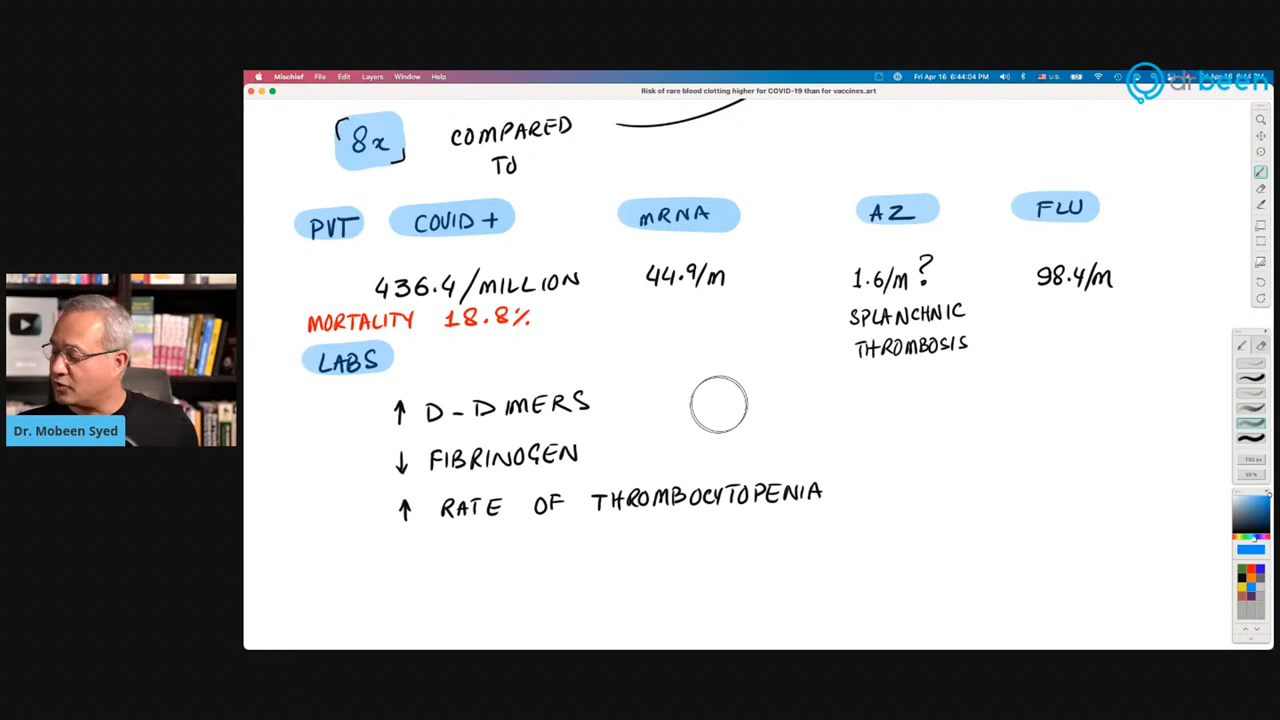 drbeen
Mischief File Edit Layers Window Help
Fri Apr 16 6:44:04 PM
U.S.
Risk of rare blood clotting higher for COVID-19 than for vaccines.art
8x COMPARED
TO
PVT COVID + mRNA AZ FLU
436.4/MILLION 44.9/m 1.6/m ? 98.4/m
MORTALITY 18.8% SPLANCHNIC
THROMBOSIS
LABS
↑ D-DIMERS
↓ FIBRINOGEN
↑ RATE OF THROMBOCYTOPENIA
Dr. Mobeen Syed
50%